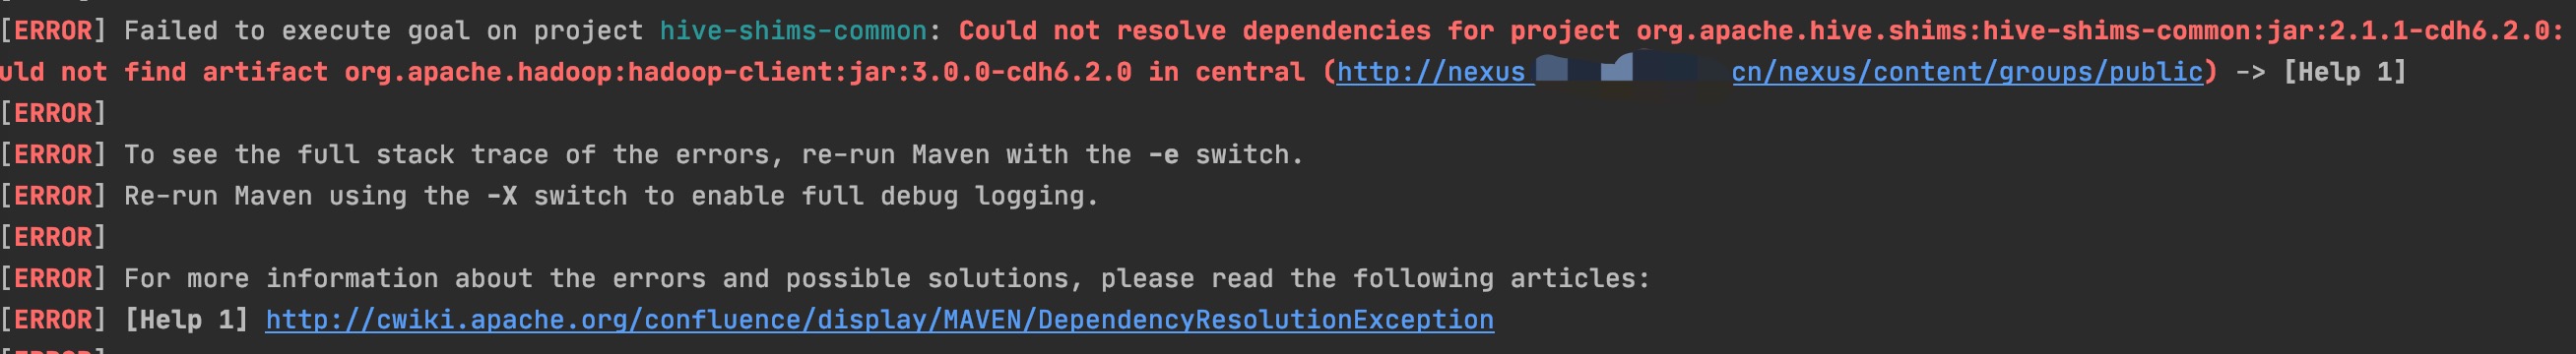 [ERROR] Failed to execute goal on project hive-shims-common: Could not resolve dependencies for project org.apache.hive.shims:hive-shims-common:jar:2.1.1-cdh6.2.0:
uld not find artifact org.apache.hadoop:hadoop-client:jar:3.0.0-cdh6.2.0 in central (http://nexus cn/nexus/content/groups/public) -> [Help 1]
[ERROR]
[ERROR] To see the full stack trace of the errors, re-run Maven with the -e switch.
[ERROR] Re-run Maven using the -X switch to enable full debug logging.
[ERROR]
[ERROR] For more information about the errors and possible solutions, please read the following articles:
[ERROR] [Help 1] http://cwiki.apache.org/confluence/display/MAVEN/DependencyResolutionException